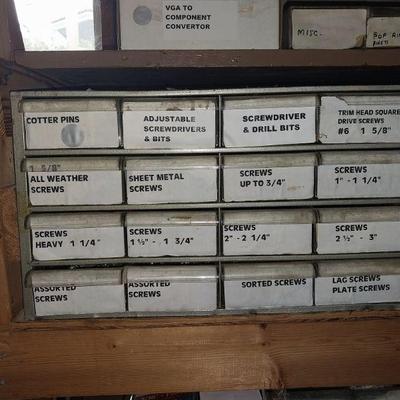 VGA TO
COMPONENT
CONVERTOR
MISC.
COTTER PINS
ADJUSTABLE
SCREWDRIVERS
& BITS
SCREWDRIVER
& DRILL BITS
TRIM HEAD SQUARE
DRIVE SCREWS
#6 1 5/8"
1 5/8"
ALL WEATHER
SCREWS
SHEET METAL
SCREWS
SCREWS
UP TO 3/4"
SCREWS
1" - 1 1/4"
SCREWS
HEAVY 1 1/4"
SCREWS
1 ½" - 1 3/4"
SCREWS
2" - 2 1/4"
SCREWS
2 ½" - 3"
ASSORTED
SCREWS
ASSORTED
SCREWS
SORTED SCREWS
LAG SCREWS
PLATE SCREWS